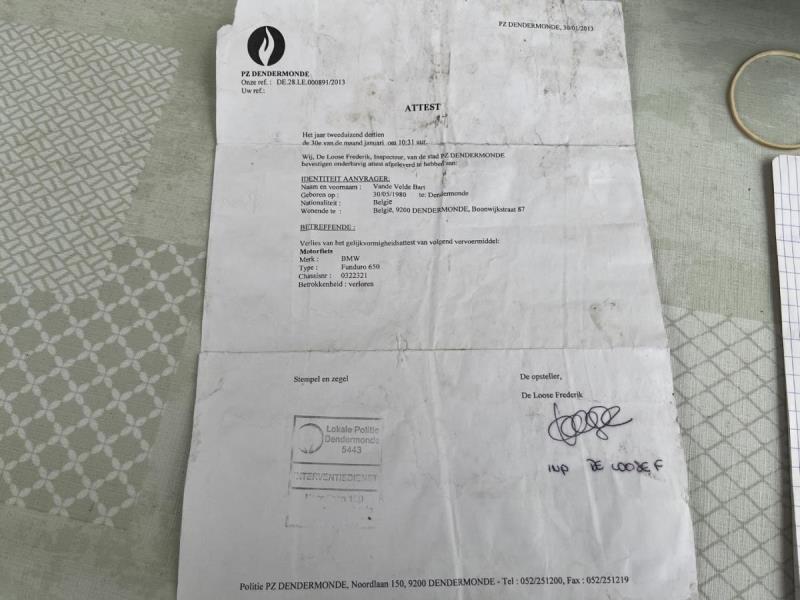 PZ DENDERMONDE, 30/01/2013
PZ DENDERMONDE
Onze ref. : DE.28.LE.000891/2013
Uw ref.:
ATTEST
Het jaar tweeduizend dertien
de 30e van de maand januari om 10:31 uur.
Wij, De Loose Frederik, Inspecteur, van de stad PZ DENDERMONDE
bevestigen onderhavig attest afgeleverd te hebben aan:
IDENTITEIT AANVRAGER:
Naam en voornaam : Vande Velde Bart
Geboren op : 30/05/1980 te: Dendermonde
Nationaliteit : België
Wonende te : België, 9200 DENDERMONDE, Boonwijkstraat 87
BETREFFENDE :
Verlies van het gelijkvormigheidsattest van volgend vervoermiddel:
Motorfiets
Merk : BMW
Type : Funduro 650
Chassisnr : 0322321
Betrokkenheid : verloren
Stempel en zegel
De opsteller,
De Loose Frederik
Lokale Politie
Dendermonde
5443
INTERVENTIEDIENST
INP DE LOOSE F
Politie PZ DENDERMONDE, Noordlaan 150, 9200 DENDERMONDE - Tel : 052/251200, Fax : 052/251219